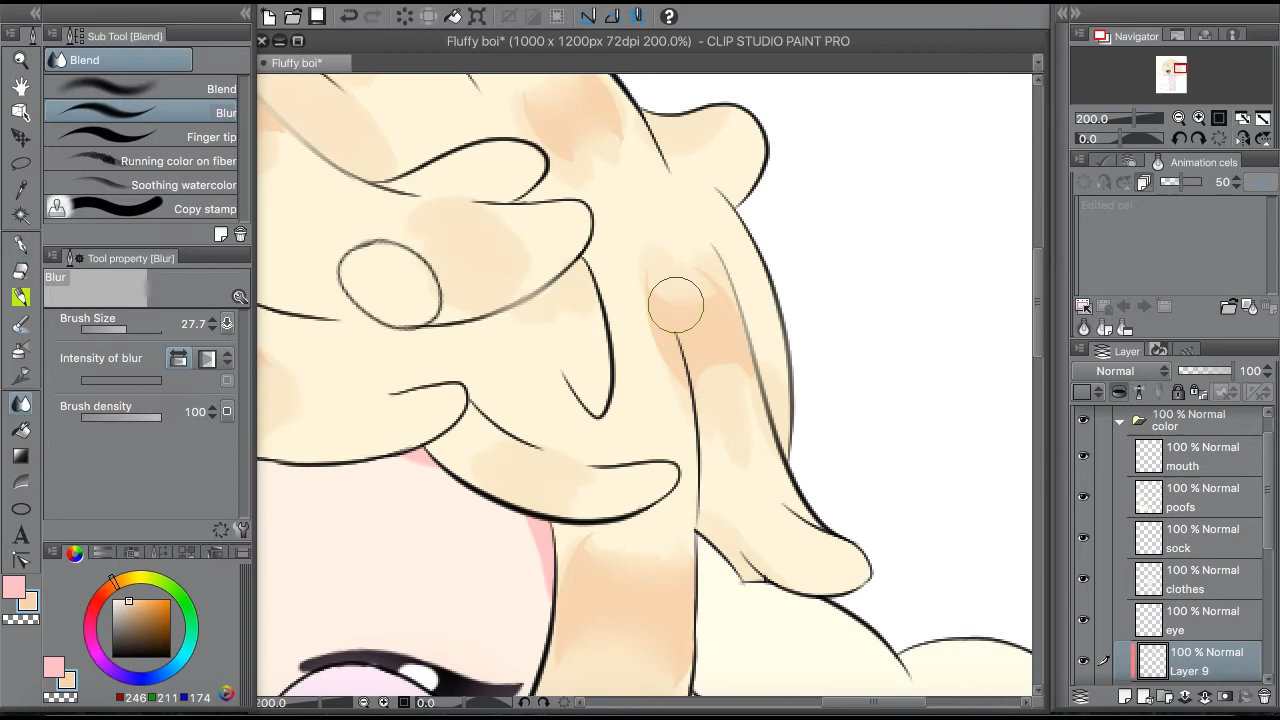 Fluffy boi* (1000 x 1200px 72dpi 200.0%)  - CLIP STUDIO PAINT PRO
Fluffy boi*
Sub Tool [Blend]
Blend
Blend
Blur
Finger tip
Running color on fiber
Soothing watercolor
Copy stamp
Tool property [Blur]
Blur
Brush Size 27.7
Intensity of blur
Brush density 100
246 211 174
200.0 0.0
Navigator
200.0
0.0
Animation cels
50
Edited cel
Layer
Normal 100
100 % Normal
color
100 % Normal
mouth
100 % Normal
poofs
100 % Normal
sock
100 % Normal
clothes
100 % Normal
eye
100 % Normal
Layer 9